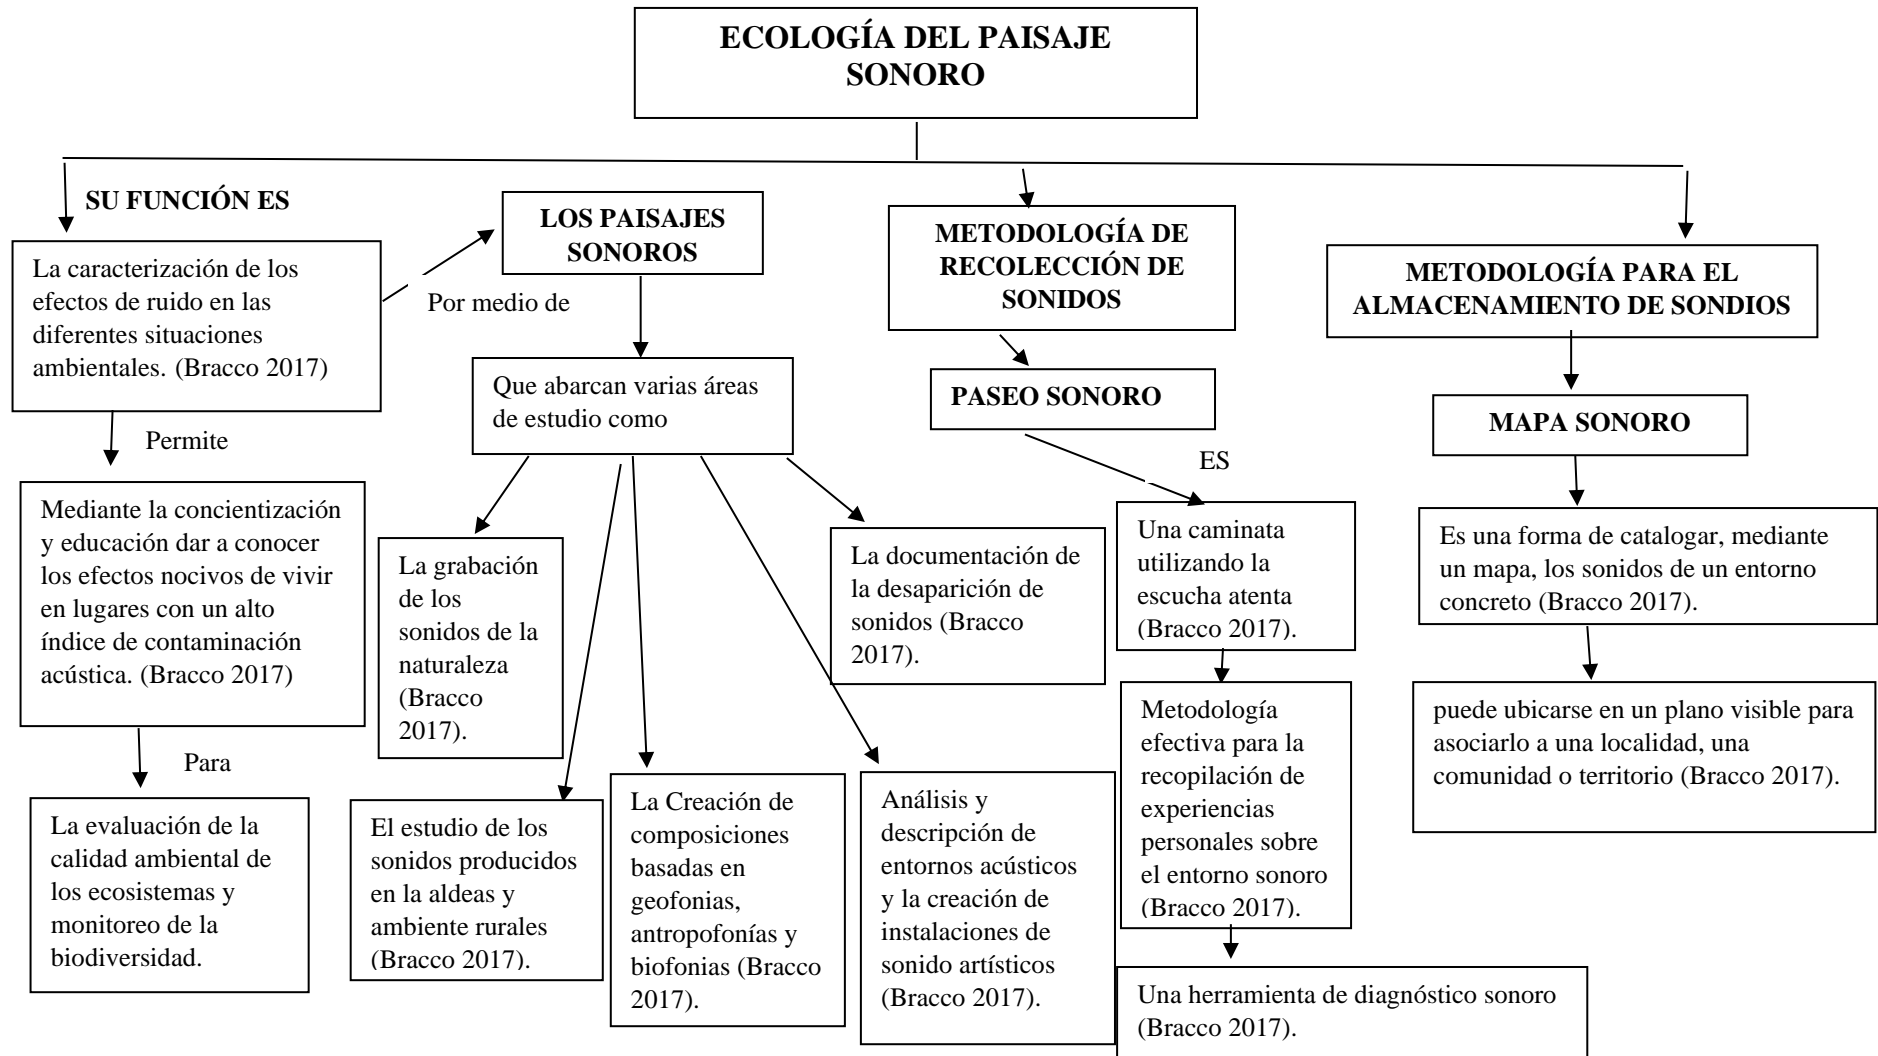 ECOLOGÍA DEL PAISAJE
SONORO
SU FUNCIÓN ES
La caracterización de los
efectos de ruido en las
diferentes situaciones
ambientales. (Bracco 2017)
Permite
Mediante la concientización
y educación dar a conocer
los efectos nocivos de vivir
en lugares con un alto
índice de contaminación
acústica. (Bracco 2017)
Para
La evaluación de la
calidad ambiental de
los ecosistemas y
monitoreo de la
biodiversidad.
Por medio de
LOS PAISAJES
SONOROS
Que abarcan varias áreas
de estudio como
La grabación
de los
sonidos de la
naturaleza
(Bracco
2017).
El estudio de los
sonidos producidos
en la aldeas y
ambiente rurales
(Bracco 2017).
La Creación de
composiciones
basadas en
geofonias,
antropofonías y
biofonias (Bracco
2017).
Análisis y
descripción de
entornos acústicos
y la creación de
instalaciones de
sonido artísticos
(Bracco 2017).
La documentación de
la desaparición de
sonidos (Bracco
2017).
METODOLOGÍA DE
RECOLECCIÓN DE
SONIDOS
PASEO SONORO
ES
Una caminata
utilizando la
escucha atenta
(Bracco 2017).
Metodología
efectiva para la
recopilación de
experiencias
personales sobre
el entorno sonoro
(Bracco 2017).
Una herramienta de diagnóstico sonoro
(Bracco 2017).
METODOLOGÍA PARA EL
ALMACENAMIENTO DE SONDIOS
MAPA SONORO
Es una forma de catalogar, mediante
un mapa, los sonidos de un entorno
concreto (Bracco 2017).
puede ubicarse en un plano visible para
asociarlo a una localidad, una
comunidad o territorio (Bracco 2017).